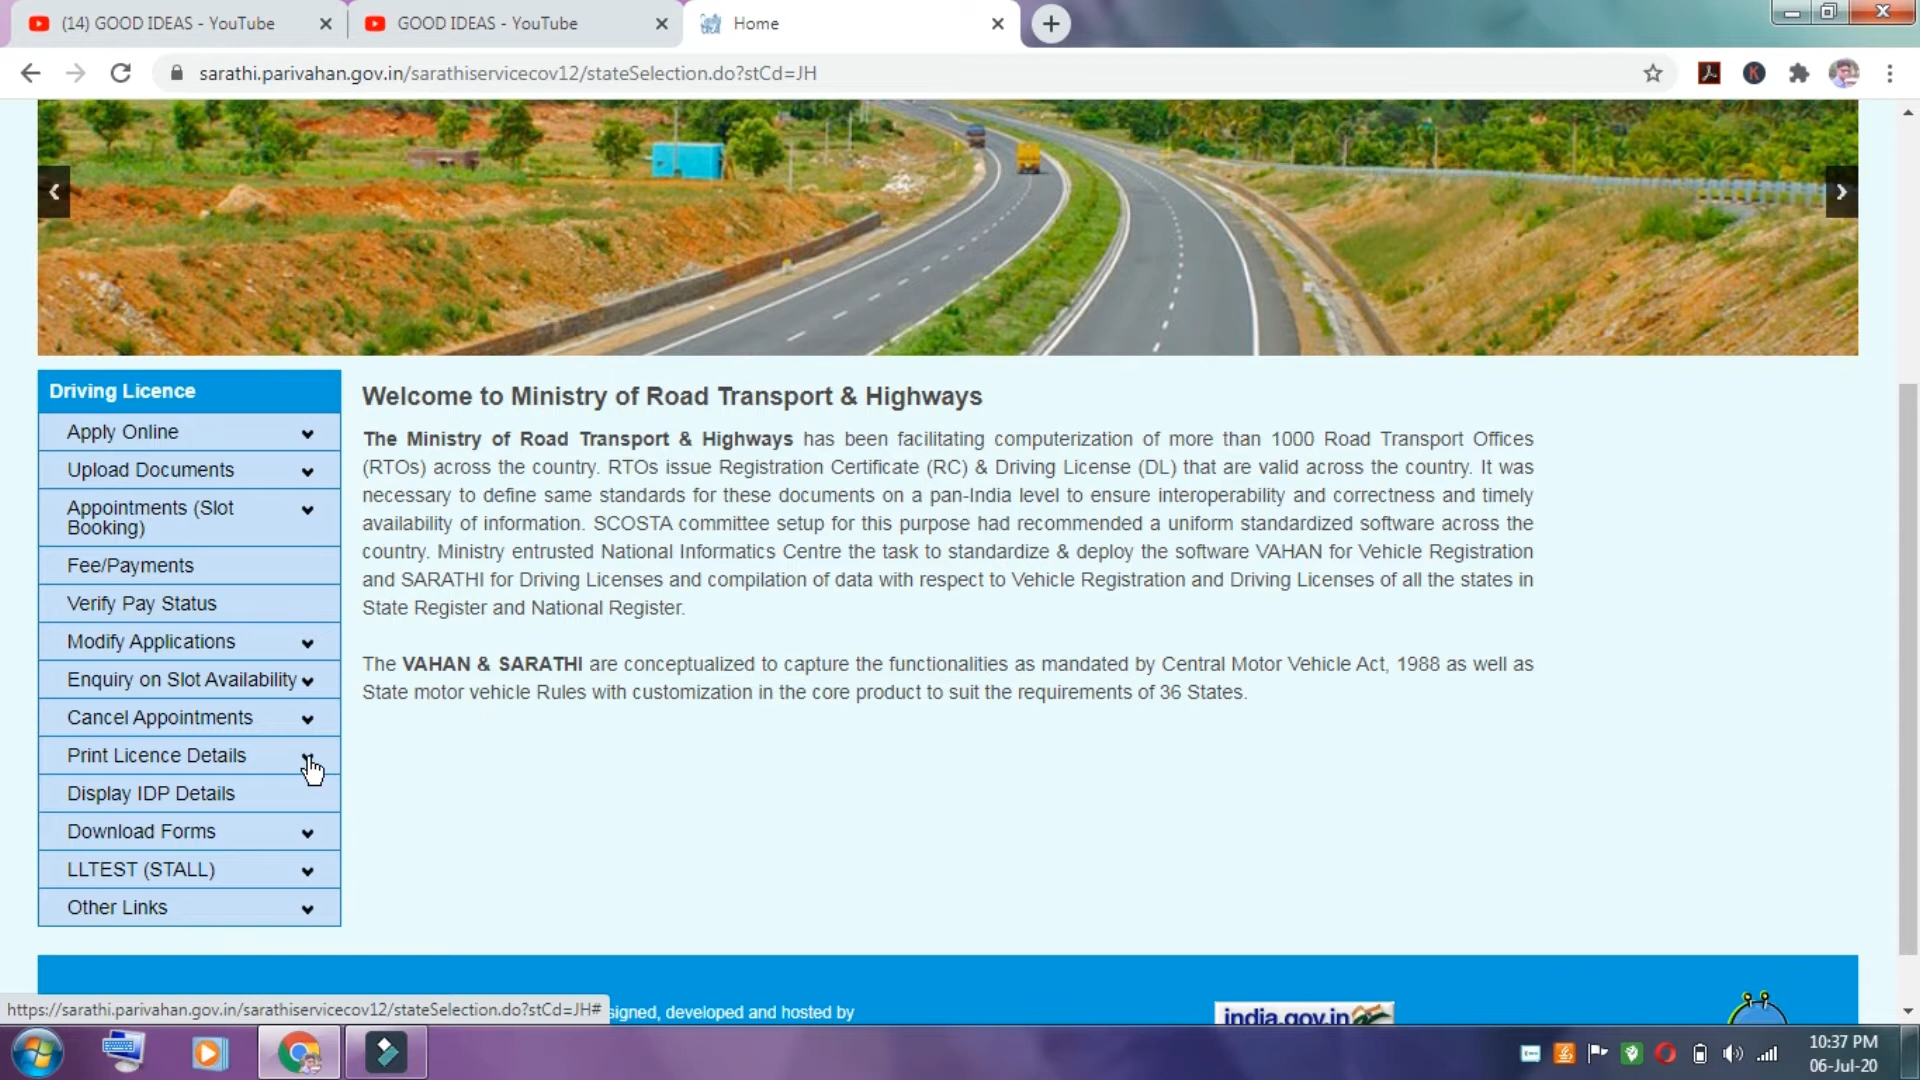 (14) GOOD IDEAS - YouTube
GOOD IDEAS - YouTube
Home
sarathi.parivahan.gov.in/sarathiservicecov12/stateSelection.do?stCd=JH
Driving Licence
Apply Online
Upload Documents
Appointments (Slot
Booking)
Fee/Payments
Verify Pay Status
Modify Applications
Enquiry on Slot Availability
Cancel Appointments
Print Licence Details
Display IDP Details
Download Forms
LLTEST (STALL)
Other Links
Welcome to Ministry of Road Transport & Highways
The Ministry of Road Transport & Highways has been facilitating computerization of more than 1000 Road Transport Offices
(RTOs) across the country. RTOs issue Registration Certificate (RC) & Driving License (DL) that are valid across the country. It was
necessary to define same standards for these documents on a pan-India level to ensure interoperability and correctness and timely
availability of information. SCOSTA committee setup for this purpose had recommended a uniform standardized software across the
country. Ministry entrusted National Informatics Centre the task to standardize & deploy the software VAHAN for Vehicle Registration
and SARATHI for Driving Licenses and compilation of data with respect to Vehicle Registration and Driving Licenses of all the states in
State Register and National Register.
The VAHAN & SARATHI are conceptualized to capture the functionalities as mandated by Central Motor Vehicle Act, 1988 as well as
State motor vehicle Rules with customization in the core product to suit the requirements of 36 States.
https://sarathi.parivahan.gov.in/sarathiservicecov12/stateSelection.do?stCd=JH#
signed, developed and hosted by
india.gov.in
10:37 PM
06-Jul-20